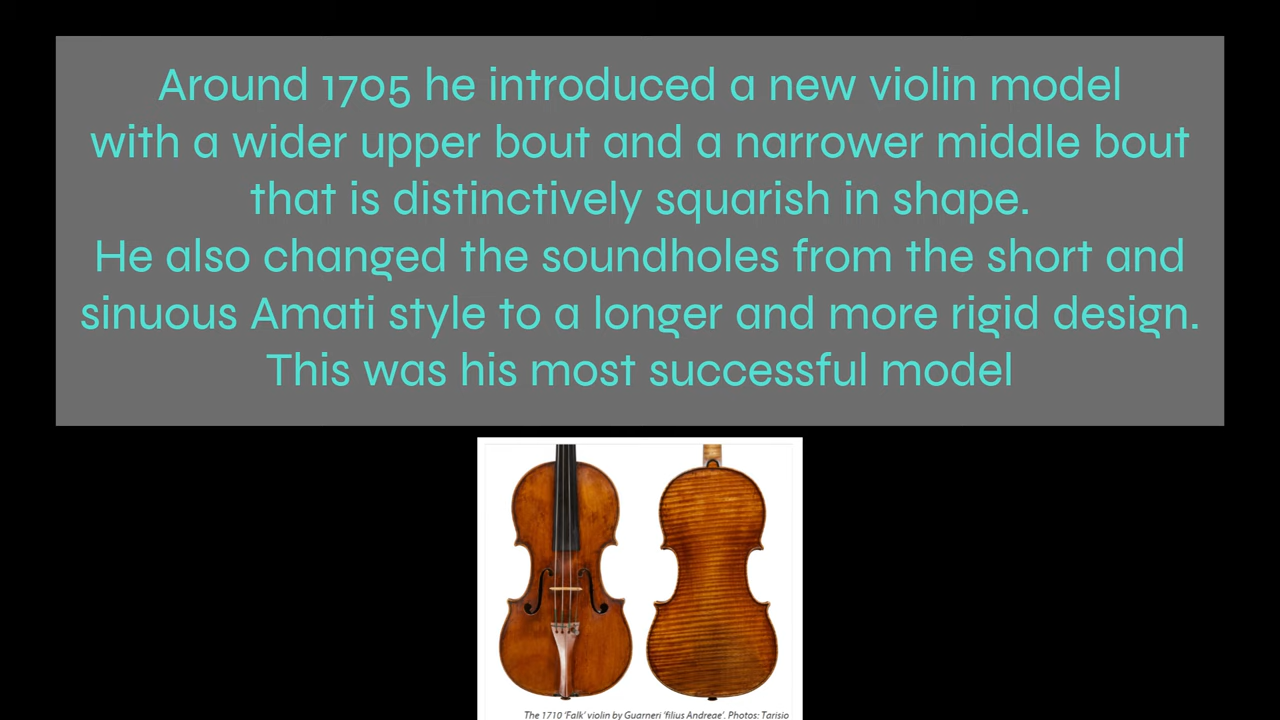 Around 1705 he introduced a new violin model
with a wider upper bout and a narrower middle bout
that is distinctively squarish in shape.
He also changed the soundholes from the short and
sinuous Amati style to a longer and more rigid design.
This was his most successful model
The 1710 'Falk' violin by Guarneri 'filius Andreae'. Photos: Tarisio